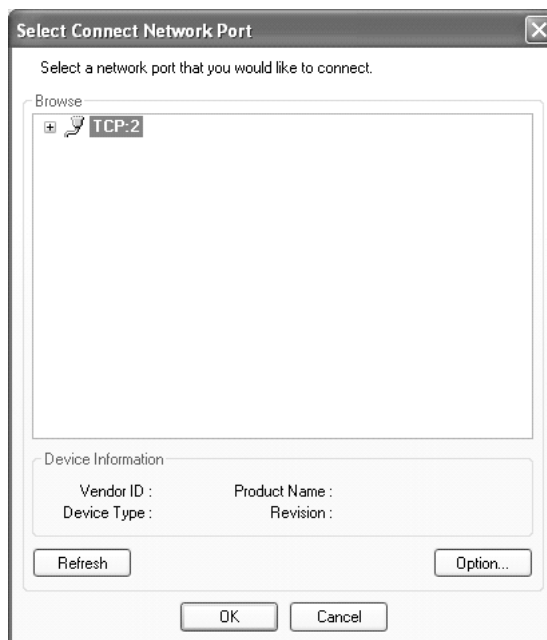 Select Connect Network Port
Select a network port that you would like to connect.
Browse
TCP:2
Device Information
Vendor ID : Product Name :
Device Type : Revision :
Refresh Option...
OK Cancel